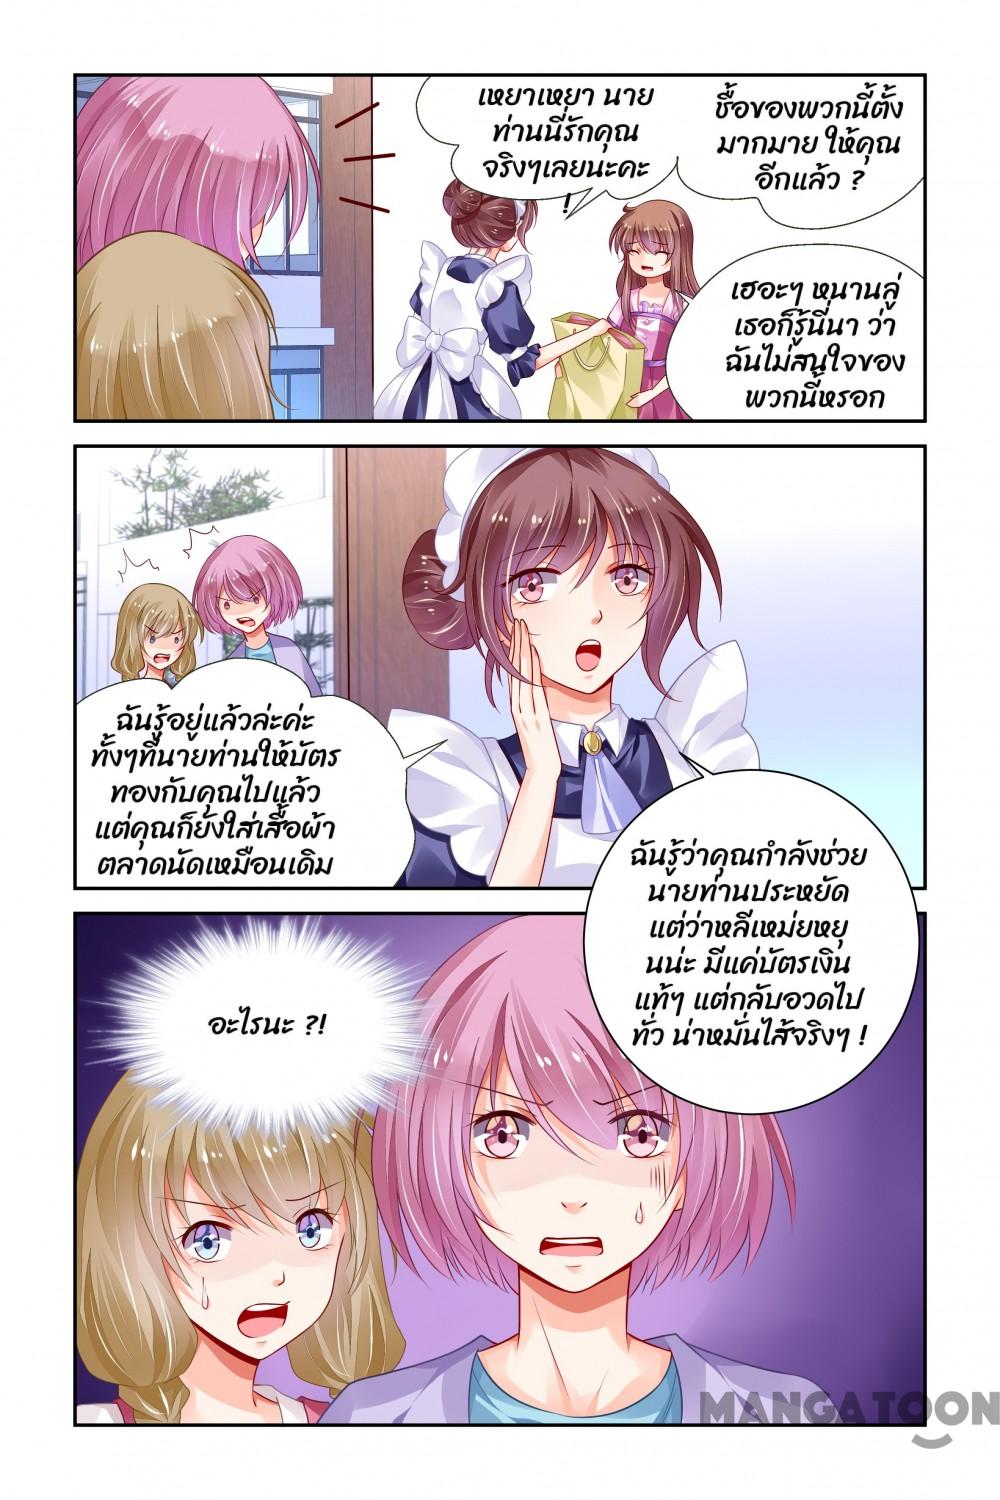 เหยาเหยา นาย
ท่านนี่รักคุณ
จริงๆเลยนะคะ
!
ซื้อของพวกนี้ตั้ง
มากมาย ให้คุณ
อีกแล้ว ?
เฮอะๆ หนานลู่
เธอก็รู้นี่นา ว่า
ฉันไม่สนใจของ
พวกนี้หรอก
ฉันรู้อยู่แล้วล่ะค่ะ
ทั้งๆที่นายท่านให้บัตร
ทองกับคุณไปแล้ว
แต่คุณก็ยังใส่เสื้อผ้า
ตลาดนัดเหมือนเดิม
ฉันรู้ว่าคุณกำลังช่วย
นายท่านประหยัด
แต่ว่าหลีเหม่ยหยุ
นน่ะ มีแค่บัตรเงิน
แท้ๆ แต่กลับอวดไป
ทั่ว น่าหมั่นไส้จริงๆ !
อะไรนะ ?!
MANGATOON